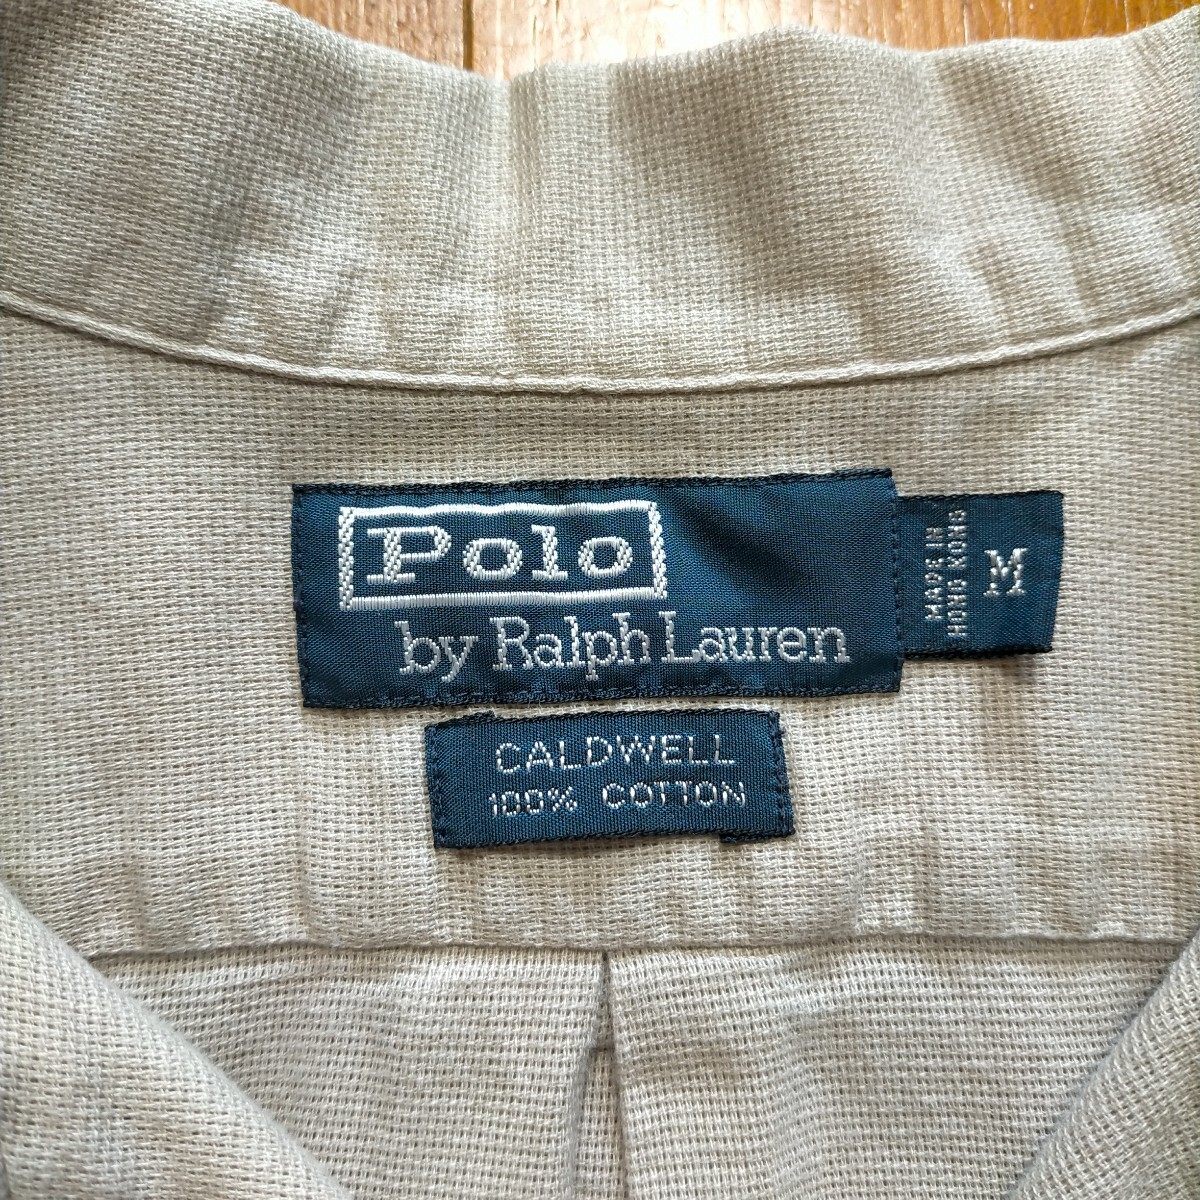 Polo
by Ralph Lauren
MADE IN
HONG KONG
M
CALDWELL
100% COTTON